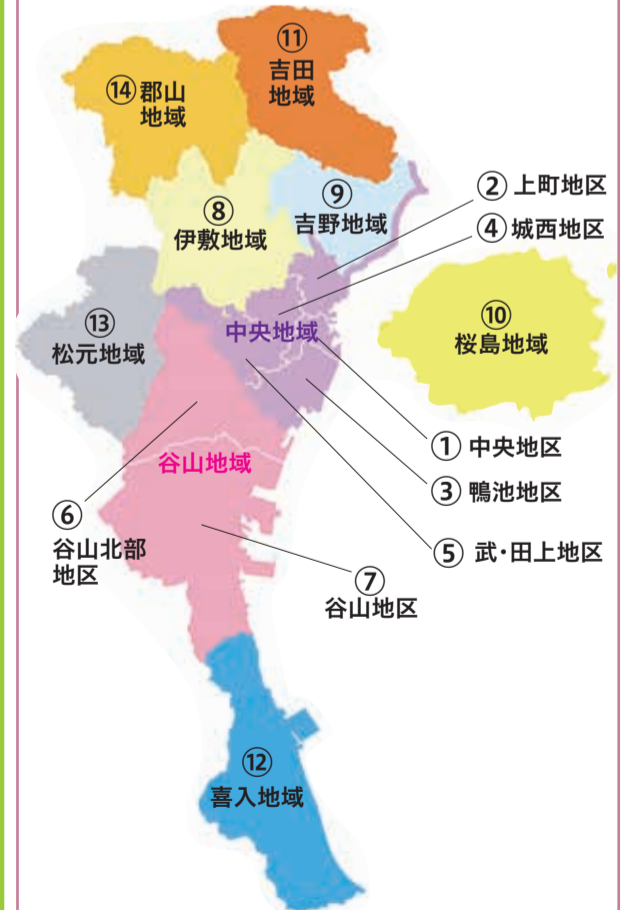 ⑪
吉田
地域
⑭郡山
地域
⑧
伊敷地域
⑨
吉野地域
②上町地区
④城西地区
⑬
松元地域
中央地域
⑩
桜島地域
①中央地区
③鴨池地区
⑤武・田上地区
谷山地域
⑥
谷山北部
地区
⑦
谷山地区
⑫
喜入地域